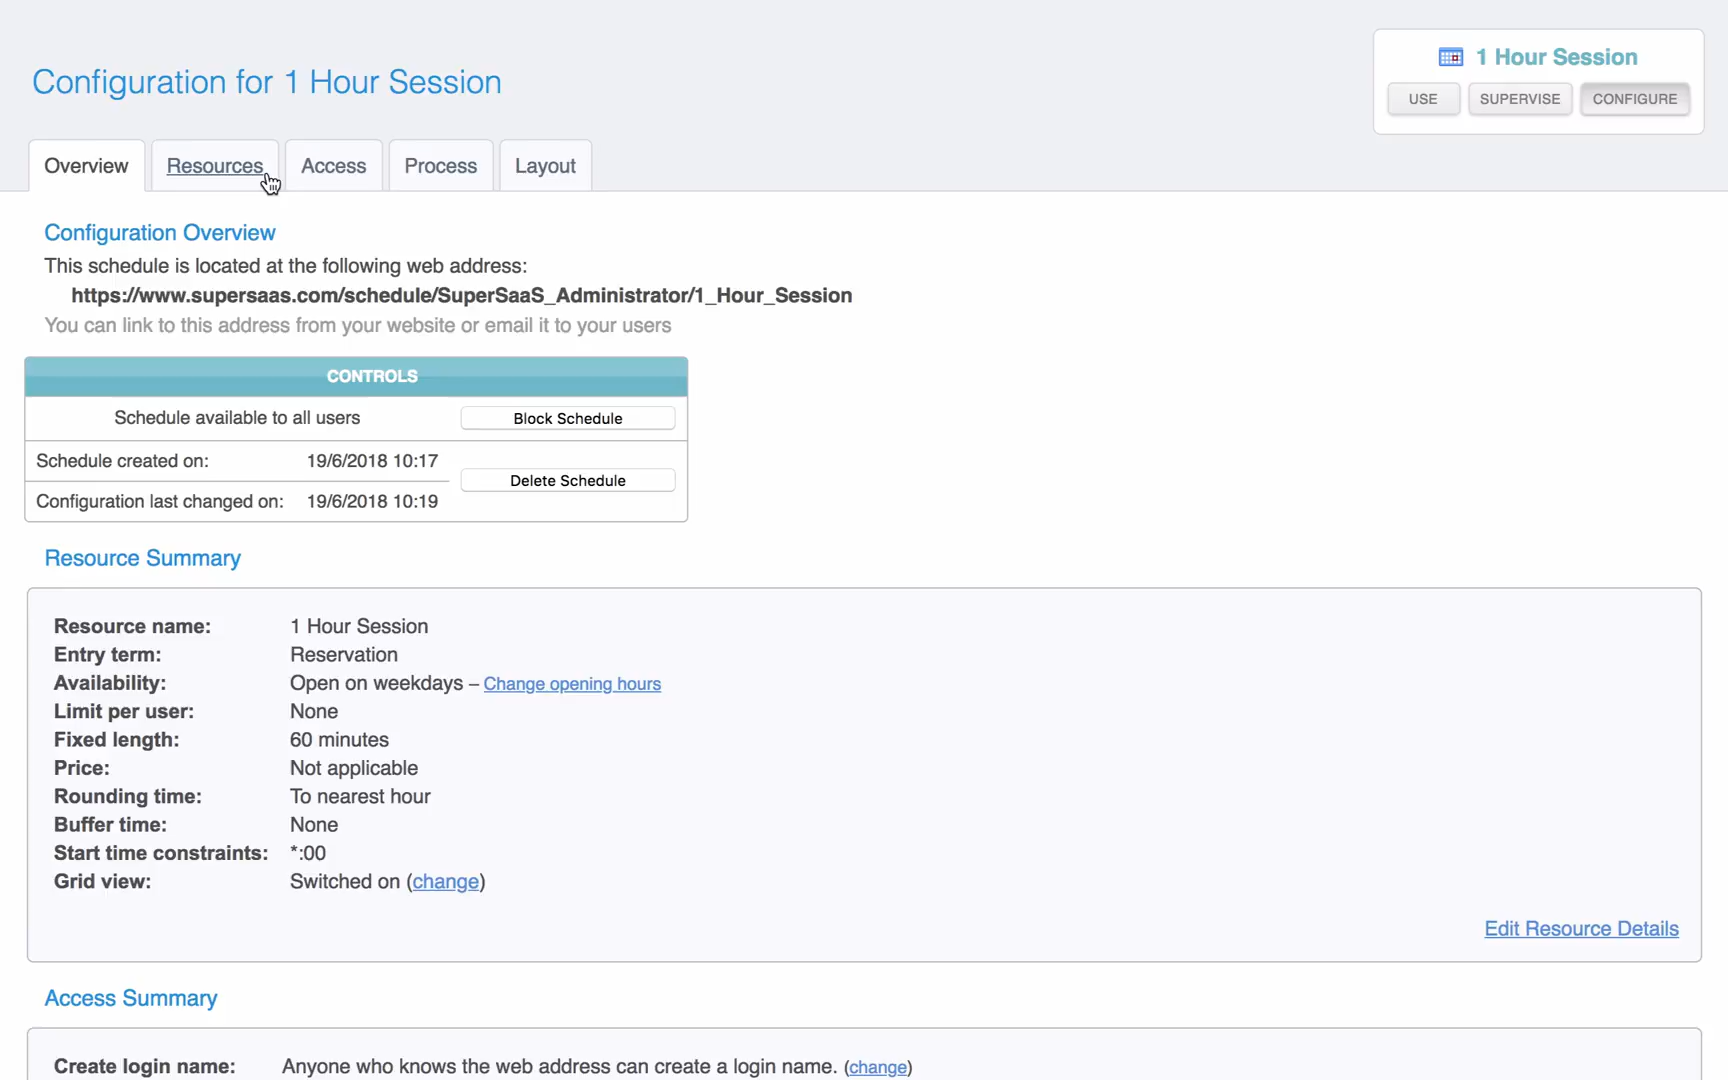 1 Hour Session
Configuration for 1 Hour Session
USE SUPERVISE CONFIGURE
Overview Resources Access Process Layout
Configuration Overview
This schedule is located at the following web address:
https://www.supersaas.com/schedule/SuperSaaS_Administrator/1_Hour_Session
You can link to this address from your website or email it to your users
CONTROLS
Schedule available to all users Block Schedule
Schedule created on: 19/6/2018 10:17
Delete Schedule
Configuration last changed on: 19/6/2018 10:19
Resource Summary
Resource name: 1 Hour Session
Entry term: Reservation
Availability: Open on weekdays – Change opening hours
Limit per user: None
Fixed length: 60 minutes
Price: Not applicable
Rounding time: To nearest hour
Buffer time: None
Start time constraints: *:00
Grid view: Switched on (change)
Edit Resource Details
Access Summary
Create login name: Anyone who knows the web address can create a login name. (change)